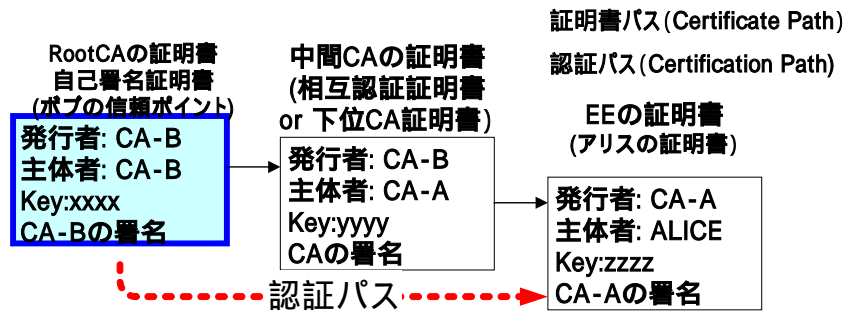 証明書パス(Certificate Path)
認証パス(Certification Path)
RootCAの証明書
自己署名証明書
(ボブの信頼ポイント)
発行者: CA-B
主体者: CA-B
Key:xxxx
CA-Bの署名
中間CAの証明書
(相互認証証明書
or 下位CA証明書)
発行者: CA-B
主体者: CA-A
Key:yyyy
CAの署名
EEの証明書
(アリスの証明書)
発行者: CA-A
主体者: ALICE
Key:zzzz
CA-Aの署名
認証パス